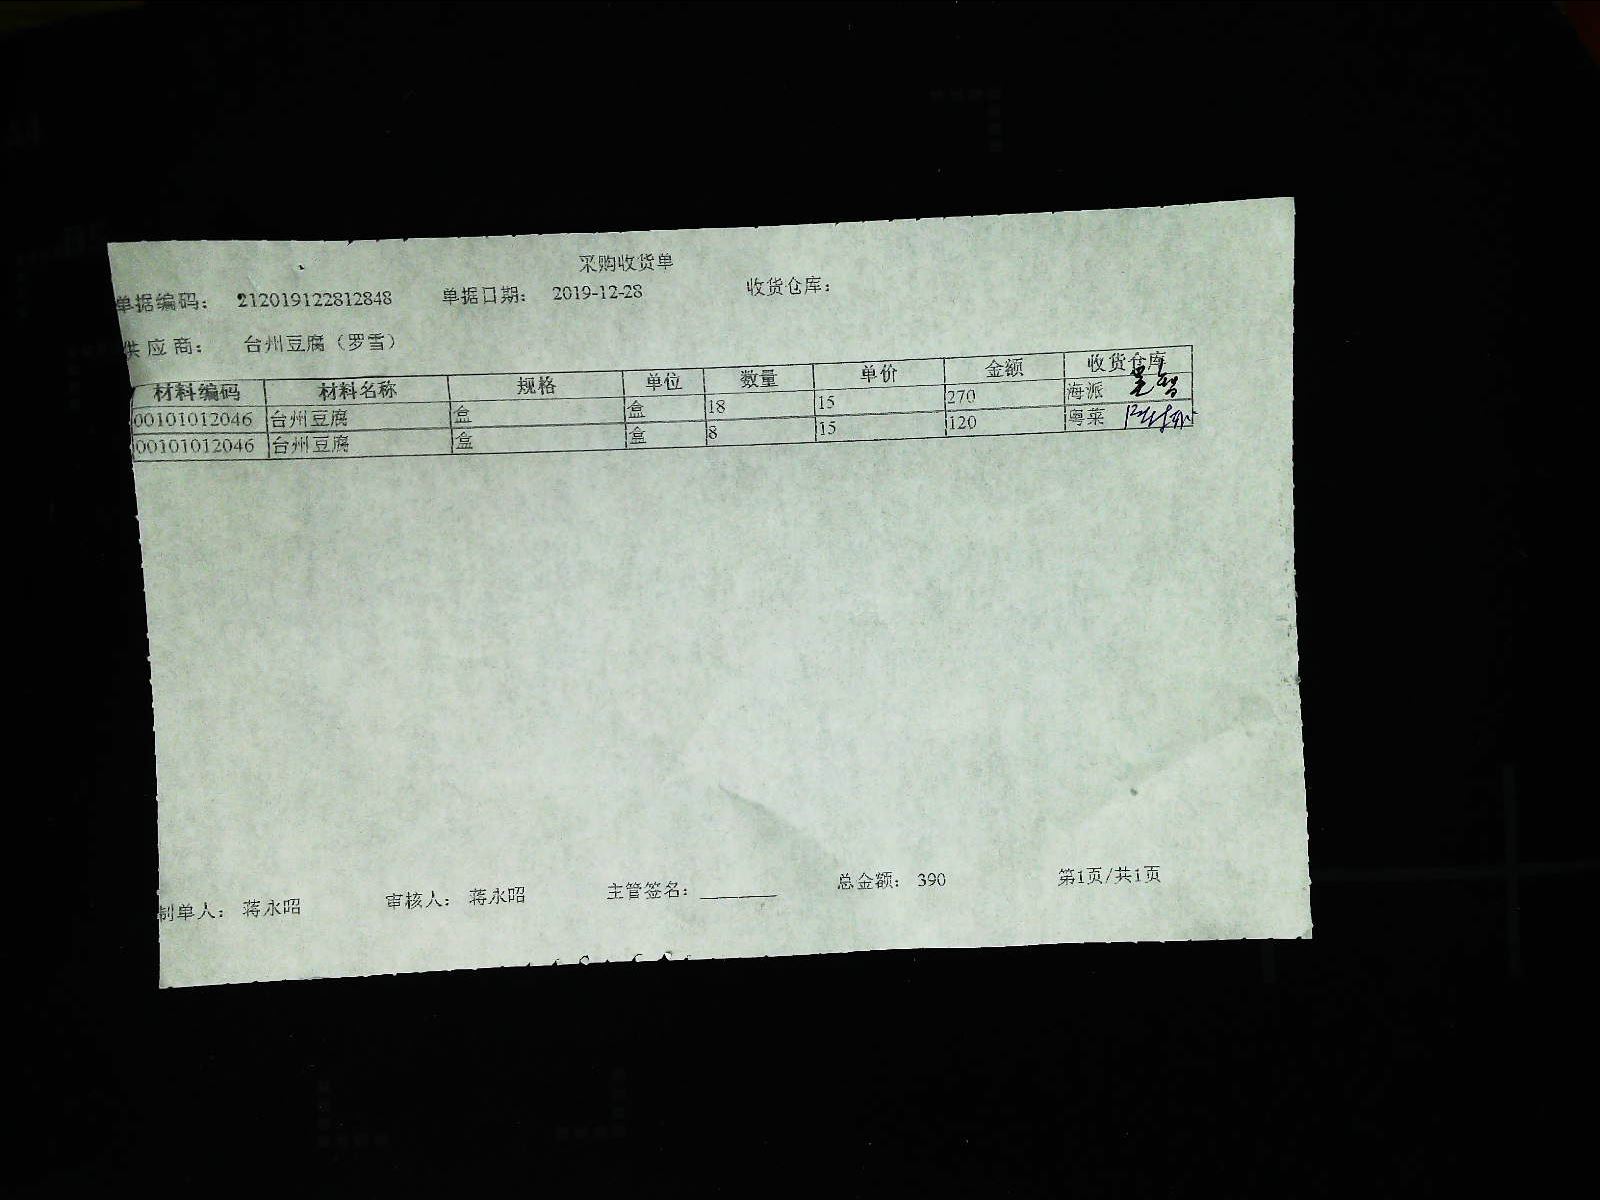 采购收货单
单据编码： 212019122812848 单据日期： 2019-12-28 收货仓库：
供应商： 台州豆腐（罗雪）
材料编码 材料名称 规格 单位 数量 单价 金额 收货仓库
00101012046 台州豆腐 盒 盒 18 15 270 海派
00101012046 台州豆腐 盒 盒 8 15 120 粤菜
制单人： 蒋永昭 审核人： 蒋永昭 主管签名：________ 总金额： 390 第1页/共1页